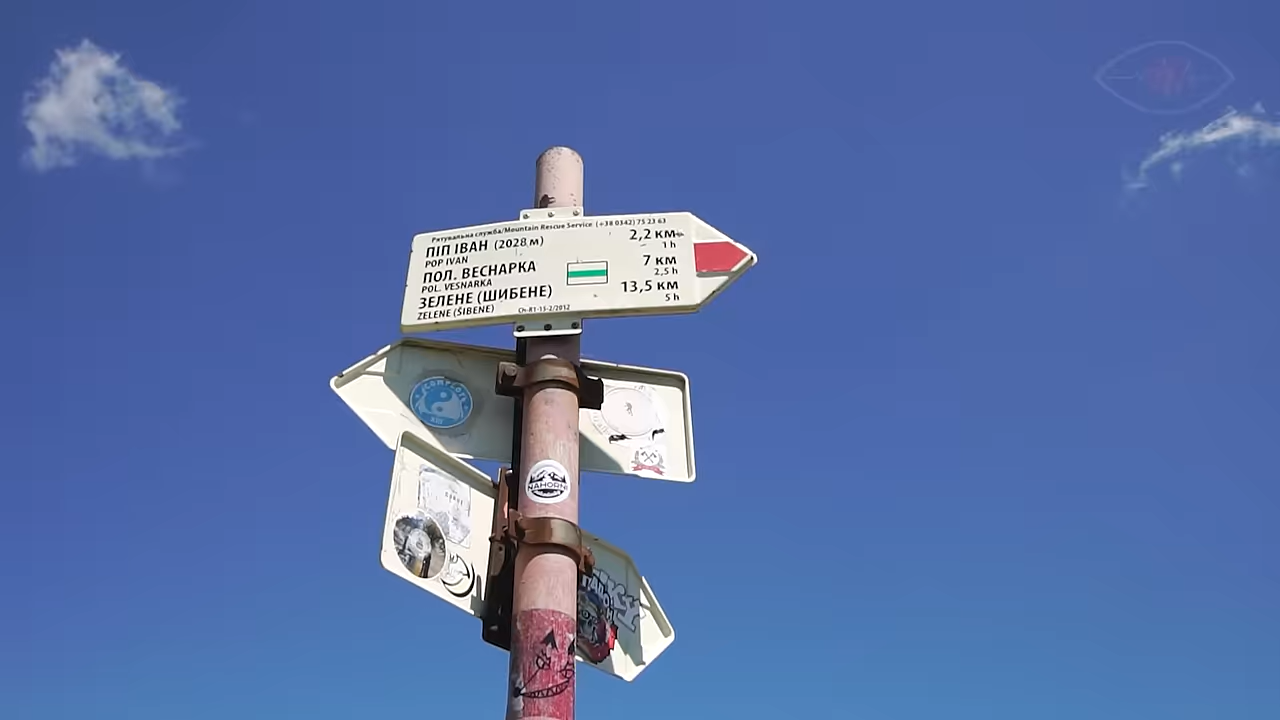 Рятувальна служба/Mountain Rescue Service (+38 0342) 75 23 63
ПІП ІВАН (2028 м) 2,2 км
POP IVAN 1 h
ПОЛ. ВЕСНАРКА 7 км
POL. VESNARKA 2,5 h
ЗЕЛЕНЕ (ШИБЕНЕ) 13,5 км
ZELENE (ŠIBENE) 5 h
Ch-R1-15-2/2012
NAHORNI